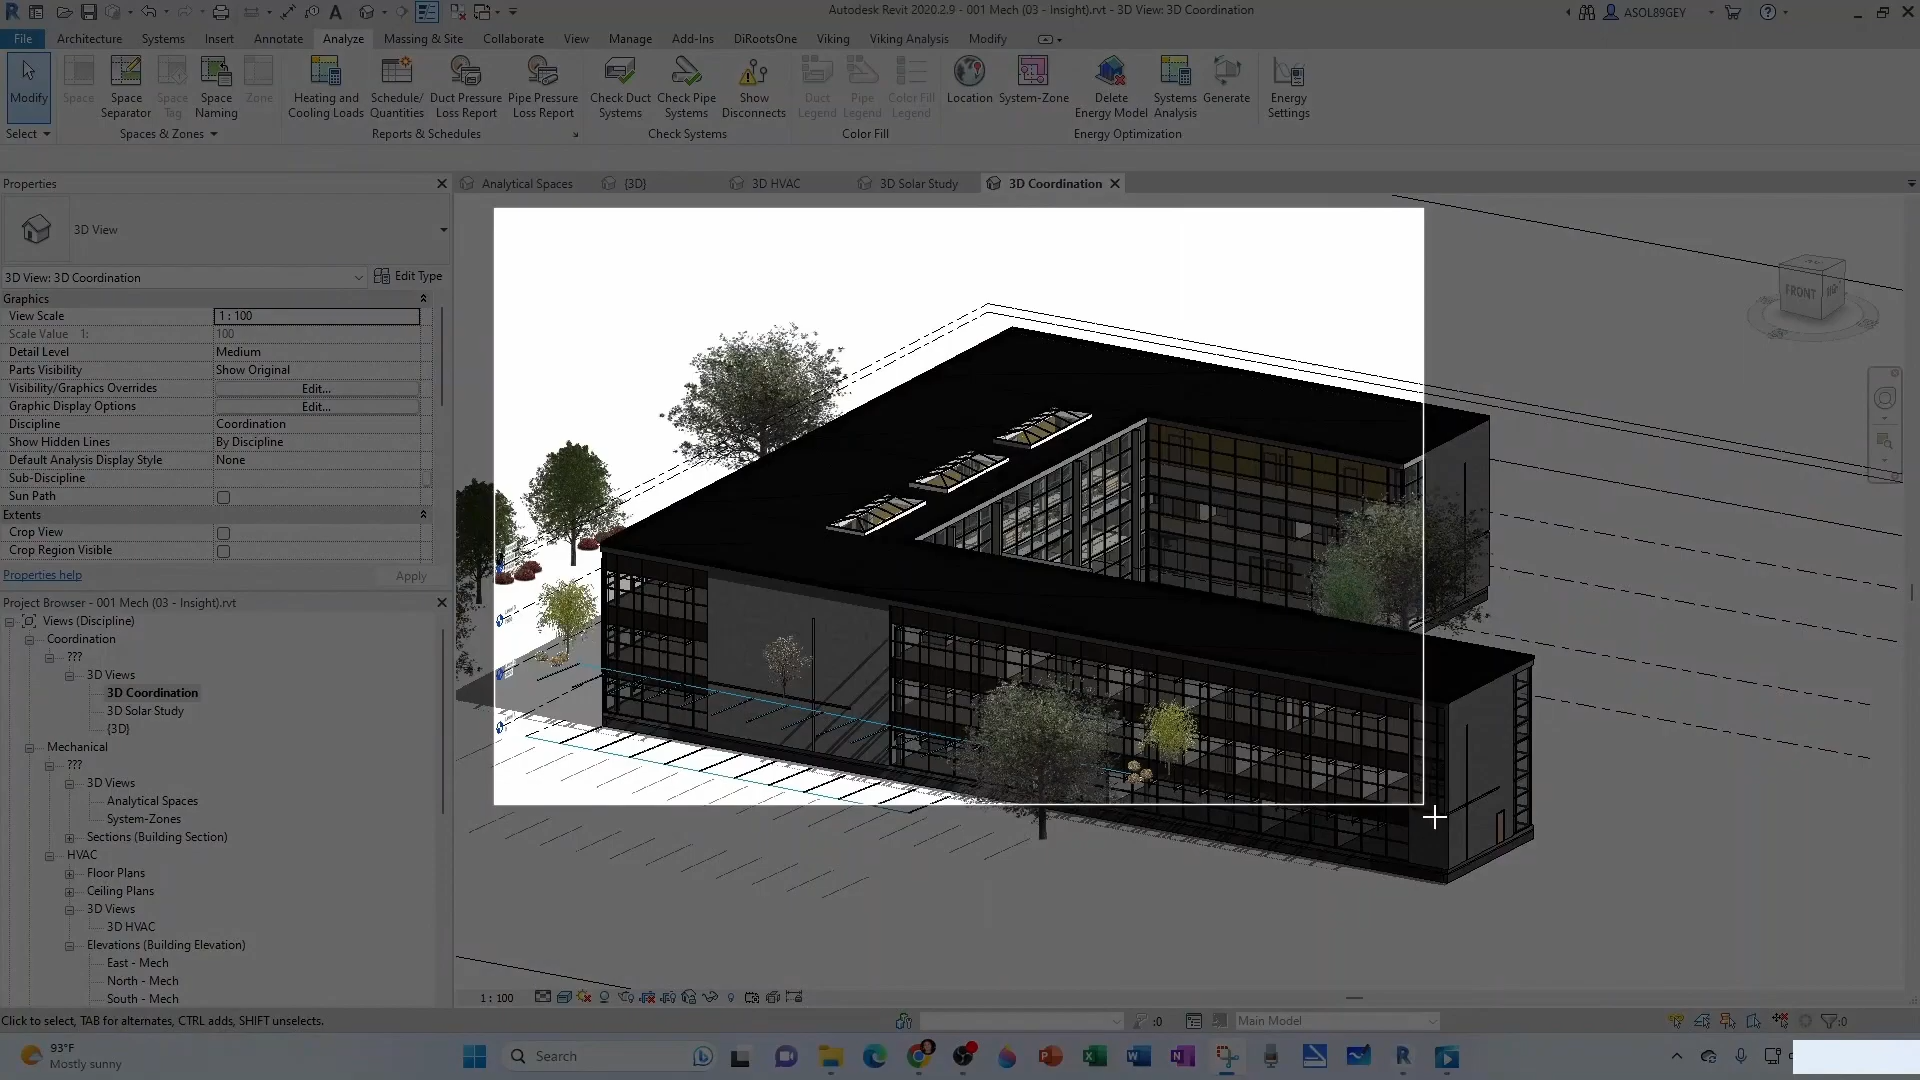 Autodesk Revit 2020.2.9 - 001 Mech (03 - Insight).rvt - 3D View: 3D Coordination
ASOL89GEY
File Architecture Systems Insert Annotate Analyze Massing & Site Collaborate View Manage Add-Ins DiRootsOne Viking Viking Analysis Modify
Modify
Space
Space Separator
Space Tag
Space Naming
Zone
Heating and Cooling Loads
Schedule/ Quantities
Duct Pressure Loss Report
Pipe Pressure Loss Report
Check Duct Systems
Check Pipe Systems
Show Disconnects
Duct Legend
Pipe Legend
Color Fill Legend
Location
System-Zone
Delete Energy Model
Systems Analysis
Generate
Energy Settings
Select Spaces & Zones Reports & Schedules Check Systems Color Fill Energy Optimization
Properties
Analytical Spaces {3D} 3D HVAC 3D Solar Study 3D Coordination
3D View
3D View: 3D Coordination Edit Type
Graphics
View Scale 1 : 100
Scale Value 1: 100
Detail Level Medium
Parts Visibility Show Original
Visibility/Graphics Overrides Edit...
Graphic Display Options Edit...
Discipline Coordination
Show Hidden Lines By Discipline
Default Analysis Display Style None
Sub-Discipline
Sun Path
Extents
Crop View
Crop Region Visible
Properties help Apply
FRONT
Project Browser - 001 Mech (03 - Insight).rvt
Views (Discipline)
Coordination
???
3D Views
3D Coordination
3D Solar Study
{3D}
Mechanical
???
3D Views
Analytical Spaces
System-Zones
Sections (Building Section)
HVAC
Floor Plans
Ceiling Plans
3D Views
3D HVAC
Elevations (Building Elevation)
East - Mech
North - Mech
South - Mech
1 : 100
Click to select, TAB for alternates, CTRL adds, SHIFT unselects.
:0
Main Model
:0
93°F
Mostly sunny
Search